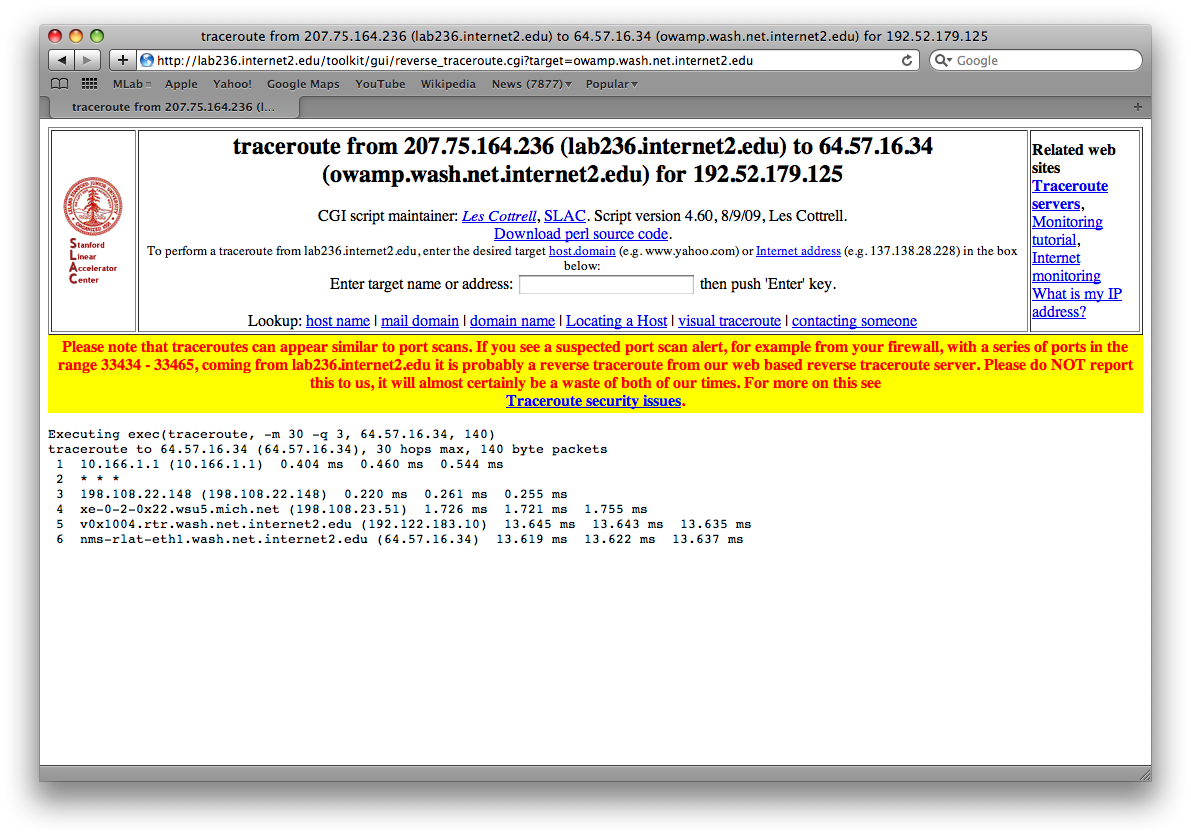 traceroute from 207.75.164.236 (lab236.internet2.edu) to 64.57.16.34 (owamp.wash.net.internet2.edu) for 192.52.179.125
http://lab236.internet2.edu/toolkit/gui/reverse_traceroute.cgi?target=owamp.wash.net.internet2.edu
Google
MLab Apple Yahoo! Google Maps YouTube Wikipedia News (7877) Popular
traceroute from 207.75.164.236 (l...
Stanford
Linear
Accelerator
Center
traceroute from 207.75.164.236 (lab236.internet2.edu) to 64.57.16.34
(owamp.wash.net.internet2.edu) for 192.52.179.125
CGI script maintainer: Les Cottrell, SLAC. Script version 4.60, 8/9/09, Les Cottrell.
Download perl source code.
To perform a traceroute from lab236.internet2.edu, enter the desired target host.domain (e.g. www.yahoo.com) or Internet address (e.g. 137.138.28.228) in the box
below:
Enter target name or address: then push 'Enter' key.
Lookup: host name | mail domain | domain name | Locating a Host | visual traceroute | contacting someone
Related web
sites
Traceroute
servers,
Monitoring
tutorial,
Internet
monitoring
What is my IP
address?
Please note that traceroutes can appear similar to port scans. If you see a suspected port scan alert, for example from your firewall, with a series of ports in the
range 33434 - 33465, coming from lab236.internet2.edu it is probably a reverse traceroute from our web based reverse traceroute server. Please do NOT report
this to us, it will almost certainly be a waste of both of our times. For more on this see
Traceroute security issues.
Executing exec(traceroute, -m 30 -q 3, 64.57.16.34, 140)
traceroute to 64.57.16.34 (64.57.16.34), 30 hops max, 140 byte packets
1 10.166.1.1 (10.166.1.1) 0.404 ms 0.460 ms 0.544 ms
2 * * *
3 198.108.22.148 (198.108.22.148) 0.220 ms 0.261 ms 0.255 ms
4 xe-0-2-0x22.wsu5.mich.net (198.108.23.51) 1.726 ms 1.721 ms 1.755 ms
5 v0x1004.rtr.wash.net.internet2.edu (192.122.183.10) 13.645 ms 13.643 ms 13.635 ms
6 nms-rlat-eth1.wash.net.internet2.edu (64.57.16.34) 13.619 ms 13.622 ms 13.637 ms